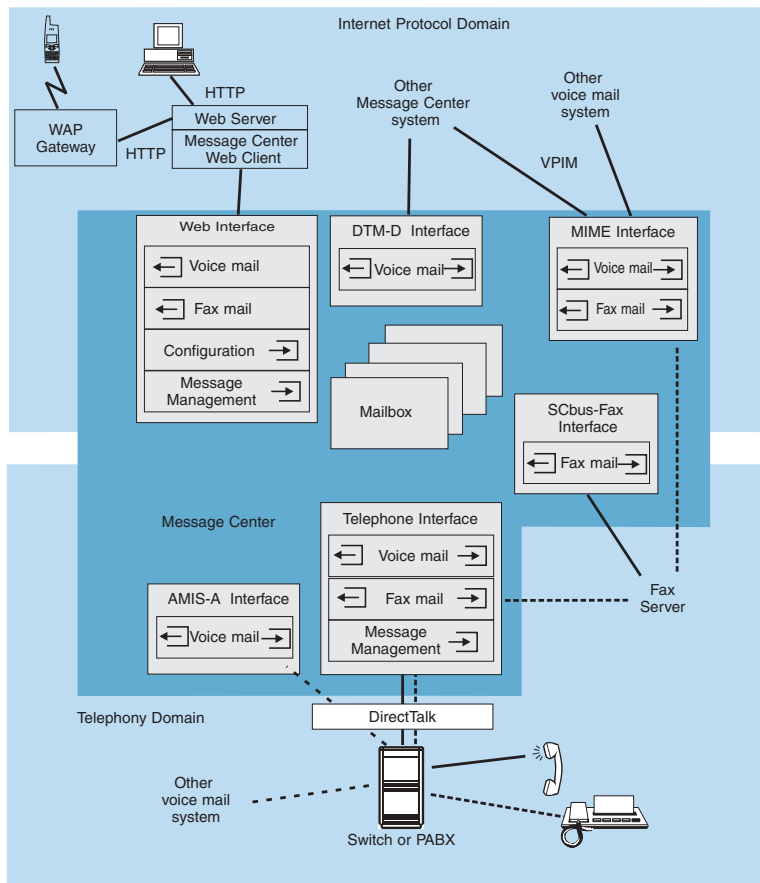 Internet Protocol Domain
HTTP
WAP
Gateway
HTTP
Web Server
Message Center
Web Client
Other
Message Center
system
Other
voice mail
system
VPIM
Web Interface
Voice mail
Fax mail
Configuration
Message
Management
DTM-D Interface
Voice mail
MIME Interface
Voice mail
Fax mail
Mailbox
SCbus-Fax
Interface
Fax mail
Message Center
Telephone Interface
Voice mail
Fax mail
Message
Management
AMIS-A Interface
Voice mail
Fax
Server
Telephony Domain
DirectTalk
Other
voice mail
system
Switch or PABX